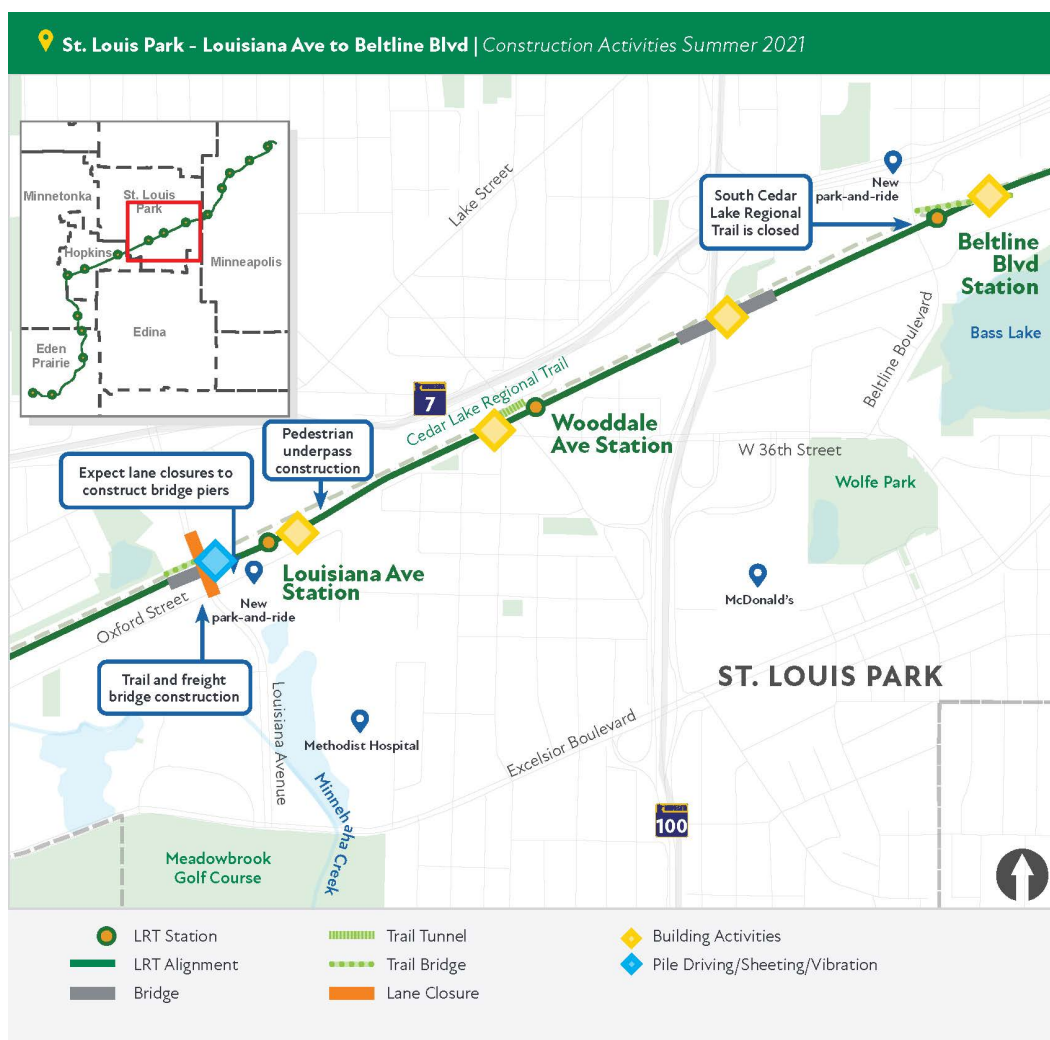 St. Louis Park - Louisiana Ave to Beltline Blvd | Construction Activities Summer 2021
Minnetonka
St. Louis
Park
Hopkins
Minneapolis
Edina
Eden
Prairie
Lake Street
New
park-and-ride
South Cedar
Lake Regional
Trail is closed
Beltline
Blvd
Station
Bass Lake
Beltline Boulevard
7
Cedar Lake Regional Trail
Wooddale
Ave Station
W 36th Street
Wolfe Park
Pedestrian
underpass
construction
Expect lane closures to
construct bridge piers
Louisiana Ave
Station
New
park-and-ride
Oxford Street
McDonald's
Trail and freight
bridge construction
ST. LOUIS PARK
Louisiana Avenue
Methodist Hospital
Excelsior Boulevard
Minnehaha Creek
100
Meadowbrook
Golf Course
LRT Station
LRT Alignment
Bridge
Trail Tunnel
Trail Bridge
Lane Closure
Building Activities
Pile Driving/Sheeting/Vibration